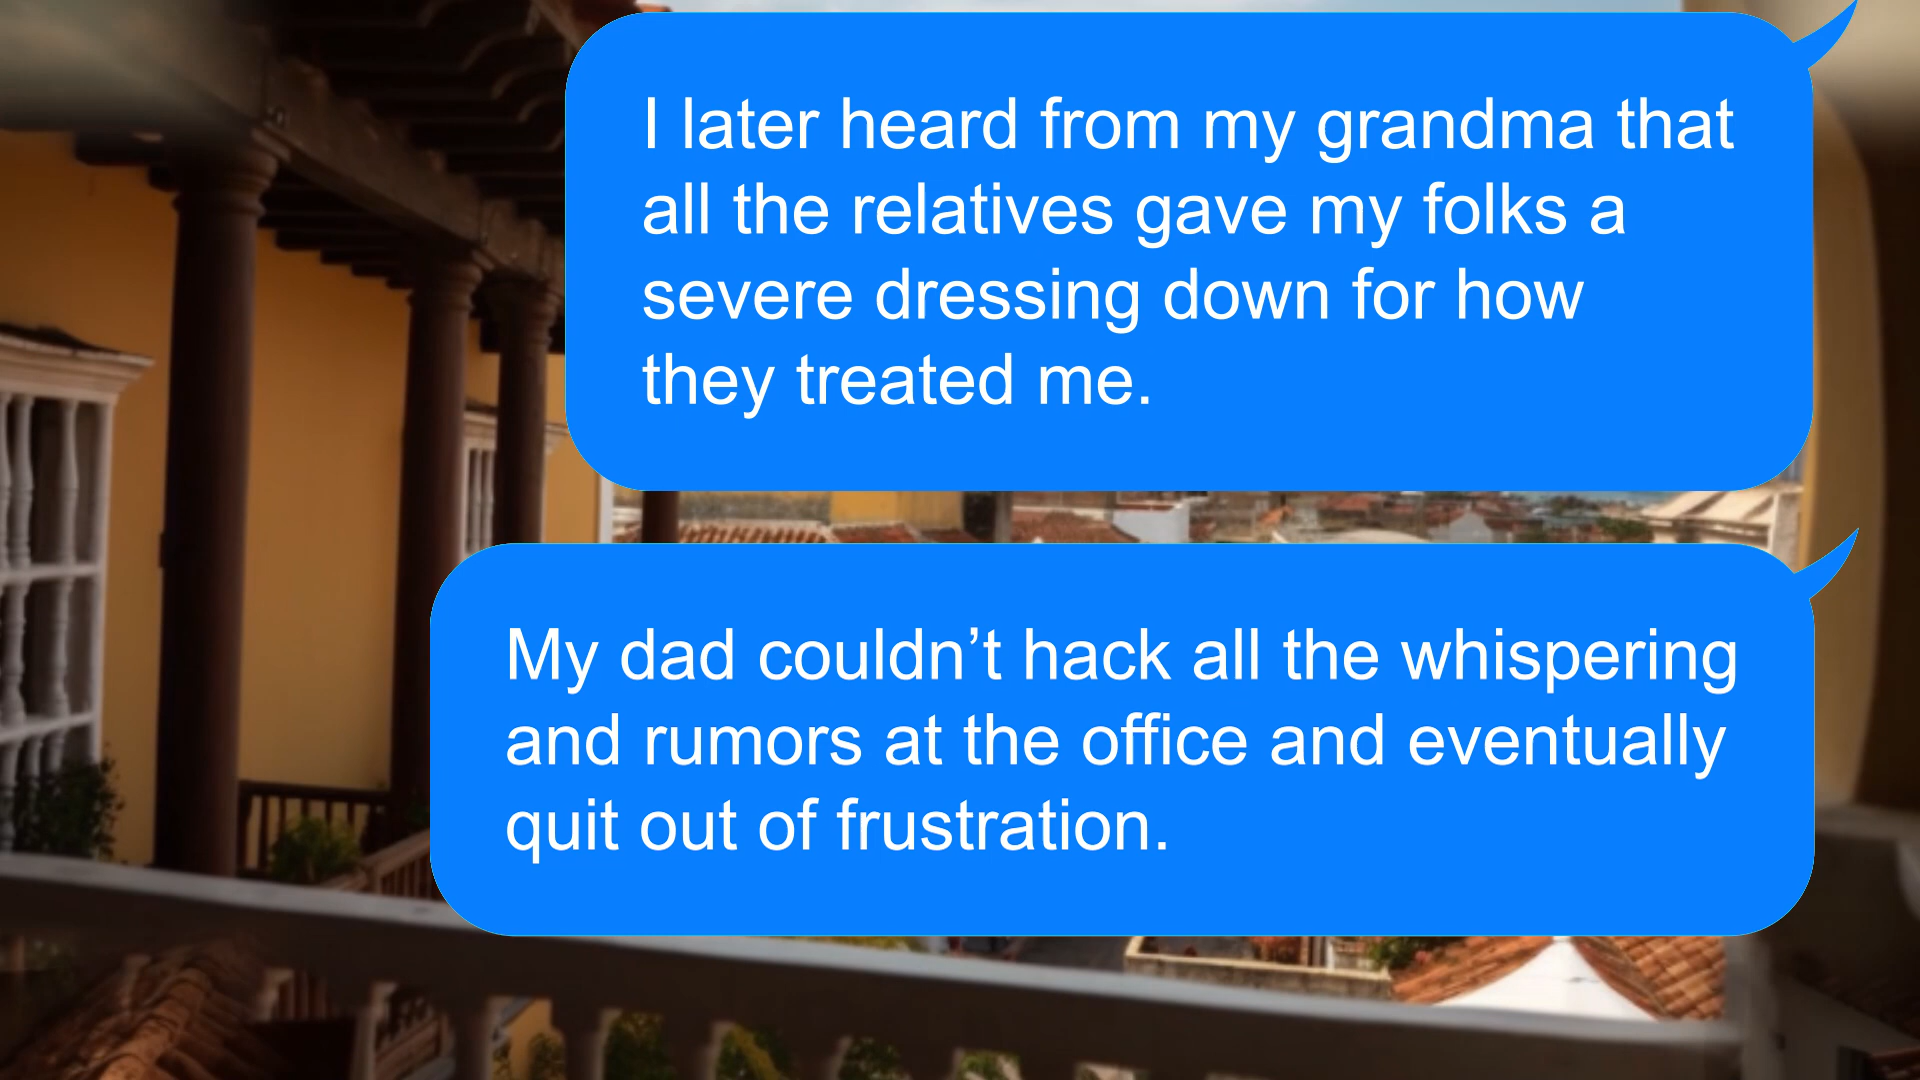 I later heard from my grandma that
all the relatives gave my folks a
severe dressing down for how
they treated me.
My dad couldn’t hack all the whispering
and rumors at the office and eventually
quit out of frustration.